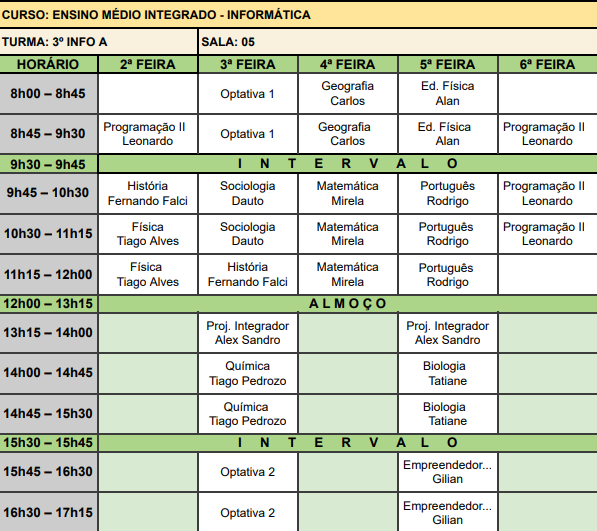 CURSO: ENSINO MÉDIO INTEGRADO - INFORMÁTICA
TURMA: 3º INFO A SALA: 05
HORÁRIO 2ª FEIRA 3ª FEIRA 4ª FEIRA 5ª FEIRA 6ª FEIRA
8h00 – 8h45 Optativa 1 Geografia Carlos Ed. Física Alan
8h45 – 9h30 Programação II Leonardo Optativa 1 Geografia Carlos Ed. Física Alan Programação II Leonardo
9h30 – 9h45 I N T E R V A L O
9h45 – 10h30 História Fernando Falci Sociologia Dauto Matemática Mirela Português Rodrigo Programação II Leonardo
10h30 – 11h15 Física Tiago Alves Sociologia Dauto Matemática Mirela Português Rodrigo Programação II Leonardo
11h15 – 12h00 Física Tiago Alves História Fernando Falci Matemática Mirela Português Rodrigo
12h00 – 13h15 A L M O Ç O
13h15 – 14h00 Proj. Integrador Alex Sandro Proj. Integrador Alex Sandro
14h00 – 14h45 Química Tiago Pedrozo Biologia Tatiane
14h45 – 15h30 Química Tiago Pedrozo Biologia Tatiane
15h30 – 15h45 I N T E R V A L O
15h45 – 16h30 Optativa 2 Empreendedor... Gilian
16h30 – 17h15 Optativa 2 Empreendedor... Gilian